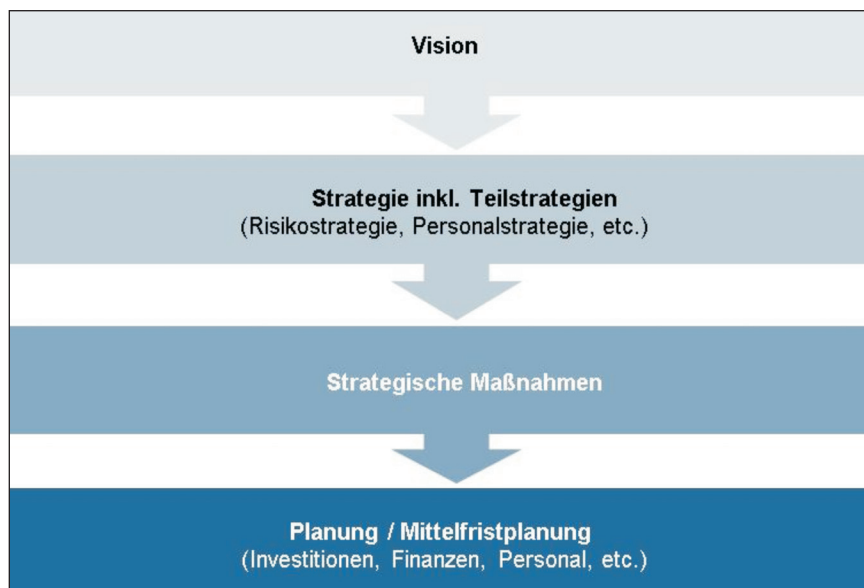 Vision
Strategie inkl. Teilstrategien
(Risikostrategie, Personalstrategie, etc.)
Strategische Maßnahmen
Planung / Mittelfristplanung
(Investitionen, Finanzen, Personal, etc.)